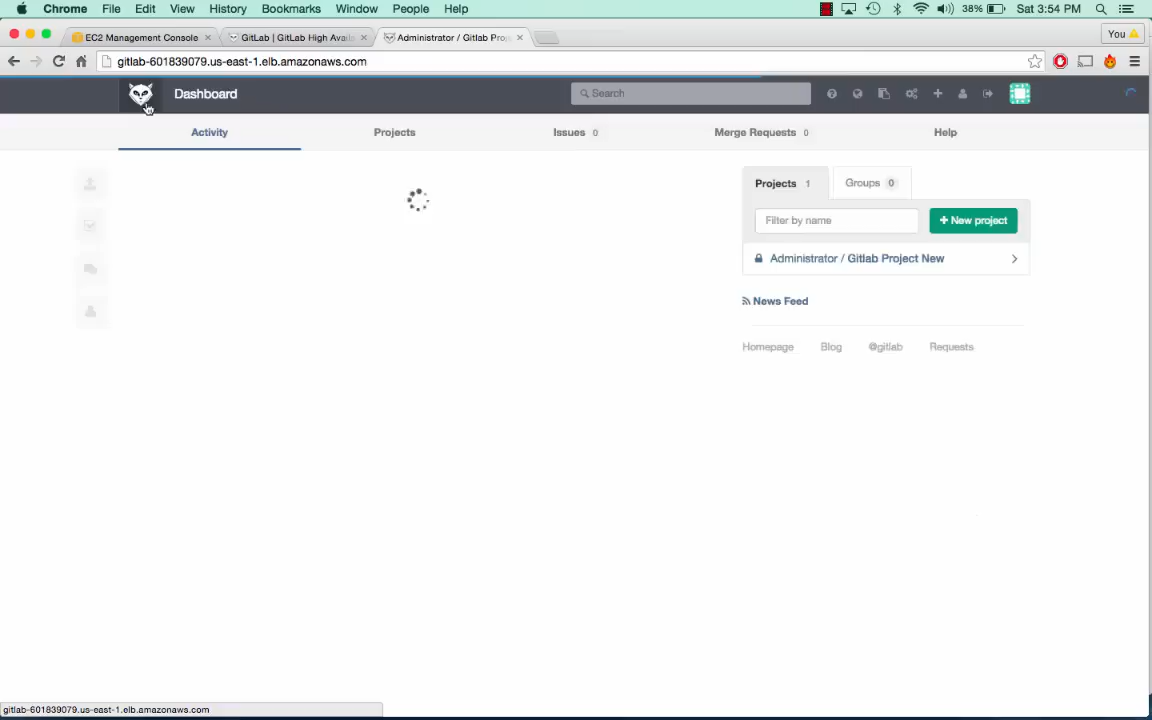 Chrome File Edit View History Bookmarks Window People Help 38% Sat 3:54 PM
EC2 Management Console GitLab | GitLab High Avail Administrator / Gitlab Proj You
gitlab-601839079.us-east-1.elb.amazonaws.com
Dashboard Search
Activity Projects Issues 0 Merge Requests 0 Help
Projects 1 Groups 0
Filter by name + New project
Administrator / Gitlab Project New
News Feed
Homepage Blog @gitlab Requests
gitlab-601839079.us-east-1.elb.amazonaws.com